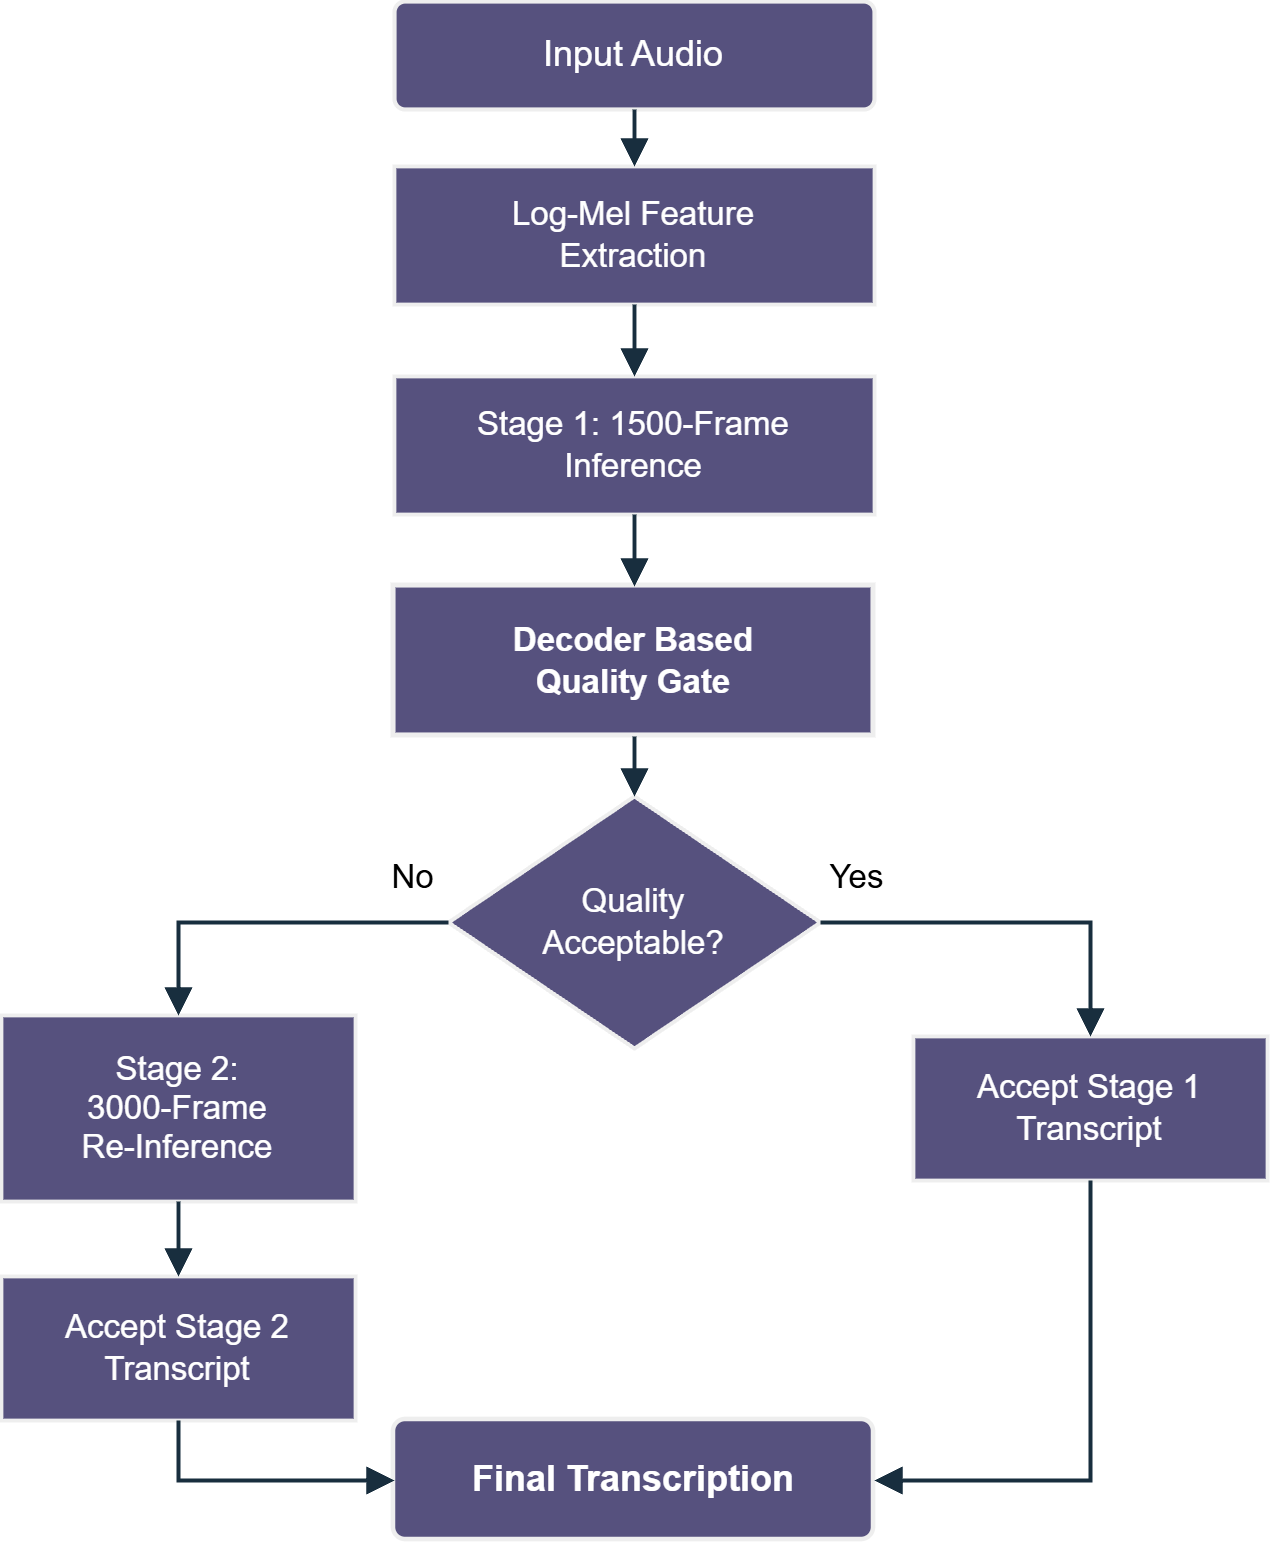 Input Audio
Log-Mel Feature
Extraction
Stage 1: 1500-Frame
Inference
Decoder Based
Quality Gate
Quality
Acceptable?
No
Yes
Stage 2:
3000-Frame
Re-Inference
Accept Stage 1
Transcript
Accept Stage 2
Transcript
Final Transcription